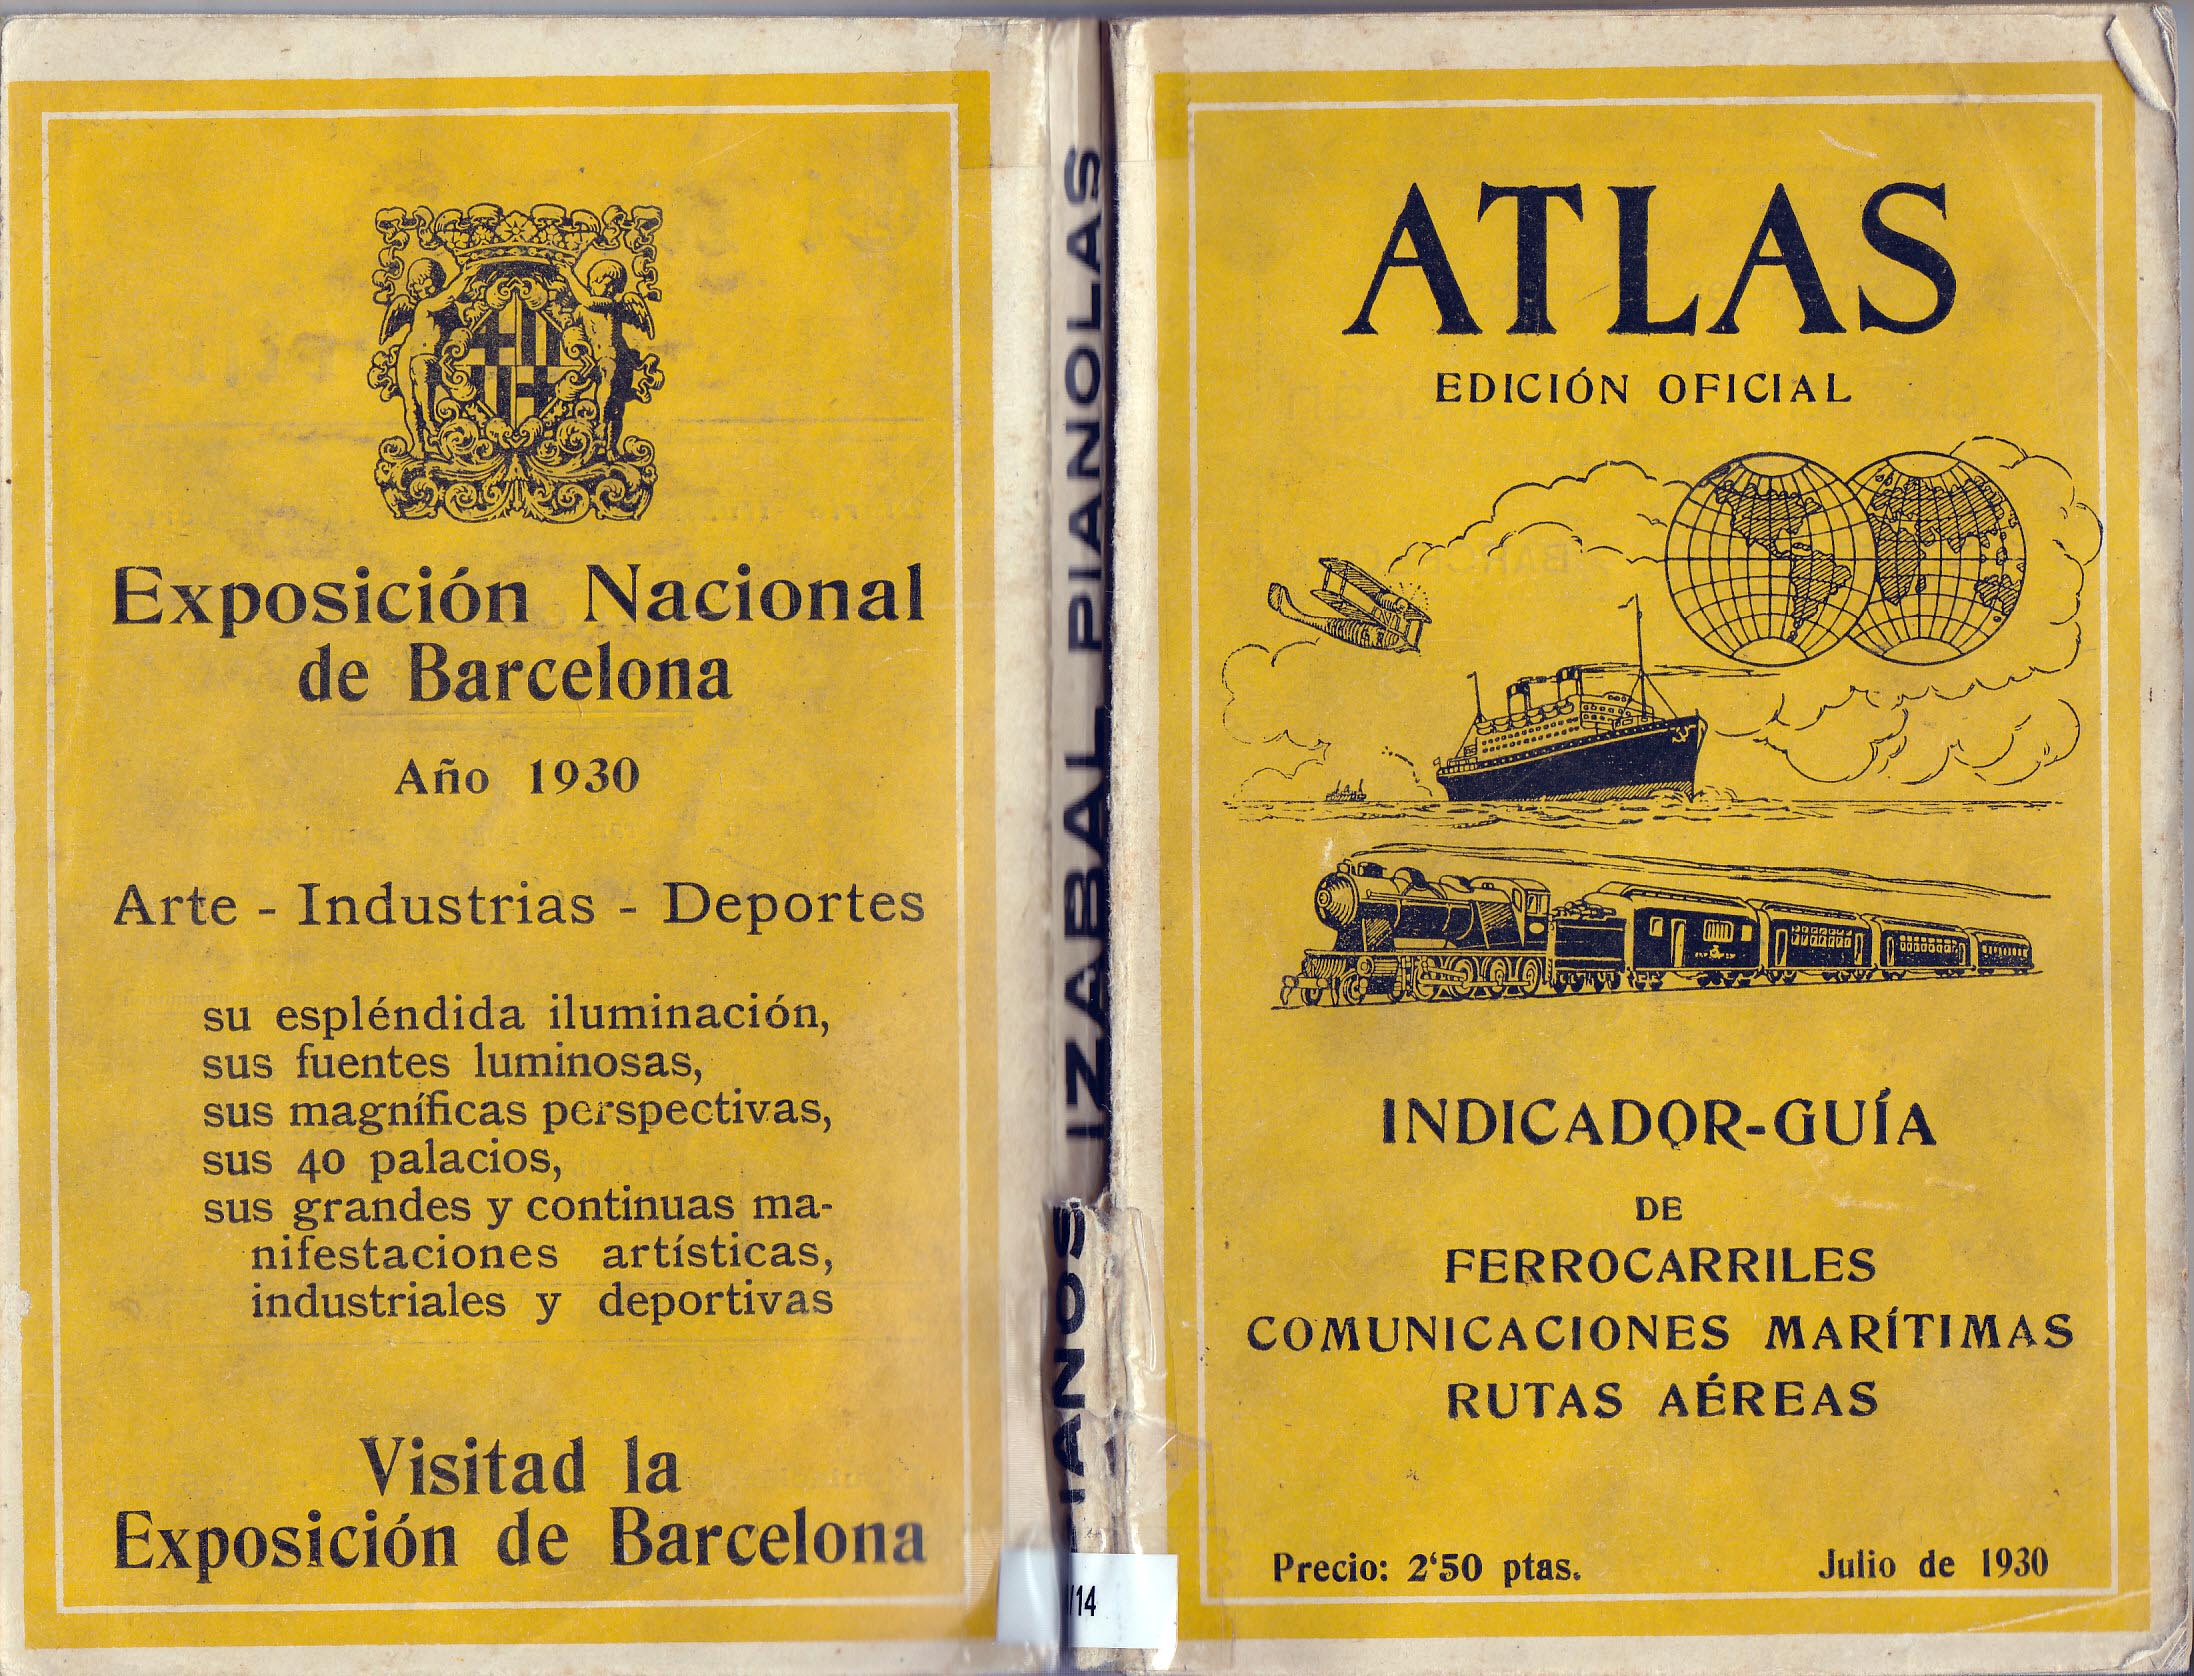 Exposición Nacional
de Barcelona
Año 1930
Arte - Industrias - Deportes
su espléndida iluminación,
sus fuentes luminosas,
sus magníficas perspectivas,
sus 40 palacios,
sus grandes y continuas ma-
nifestaciones artísticas,
industriales y deportivas
Visitad la
Exposición de Barcelona
IANOS IZABAL PIANOLAS
/14
ATLAS
EDICIÓN OFICIAL
INDICADOR-GUÍA
DE
FERROCARRILES
COMUNICACIONES MARÍTIMAS
RUTAS AÉREAS
Precio: 2'50 ptas.
Julio de 1930